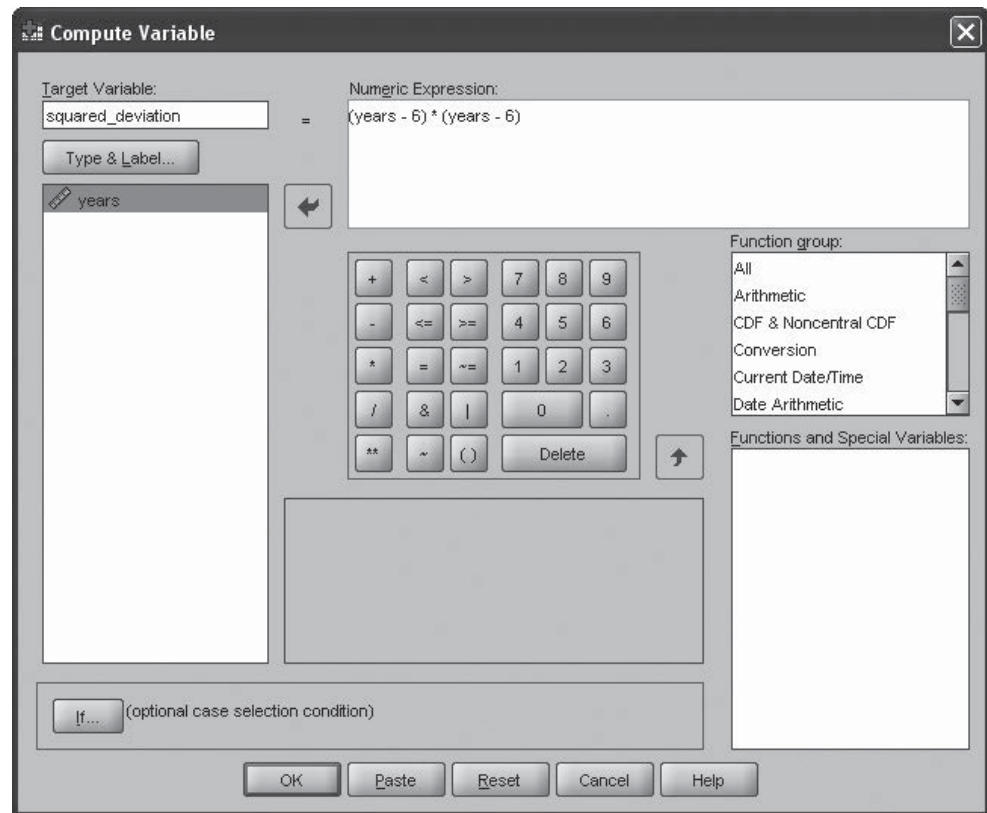 Compute Variable
Target Variable:
squared_deviation
=
Numeric Expression:
(years - 6) * (years - 6)
Type & Label...
years
Function group:
All
Arithmetic
CDF & Noncentral CDF
Conversion
Current Date/Time
Date Arithmetic
+ < > 7 8 9
- <= >= 4 5 6
* = ~= 1 2 3
/ & | 0 .
** ~ ( ) Delete
Functions and Special Variables:
If... (optional case selection condition)
OK Paste Reset Cancel Help